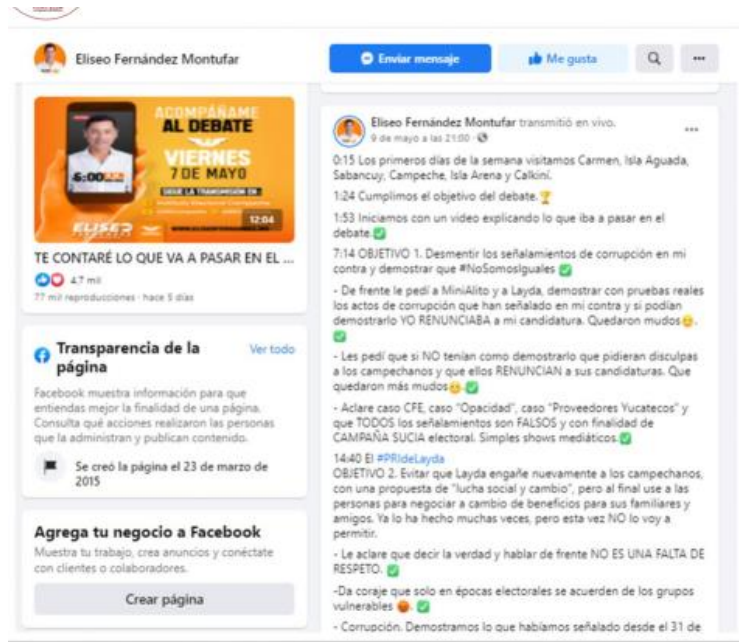 Eliseo Fernández Montufar
Enviar mensaje
Me gusta
ACOMPÁÑAME
AL DEBATE
VIERNES
7 DE MAYO
SIGUE LA TRANSMISIÓN EN:
6:00
ELISEO
12:04
TE CONTARÉ LO QUE VA A PASAR EN EL ...
4.7 mil
77 mil reproducciones · hace 5 días
Transparencia de la
página
Ver todo
Facebook muestra información para que
entiendas mejor la finalidad de una página.
Consulta qué acciones realizaron las personas
que la administran y publican contenido.
Se creó la página el 23 de marzo de
2015
Agrega tu negocio a Facebook
Muestra tu trabajo, crea anuncios y conéctate
con clientes o colaboradores.
Crear página
Eliseo Fernández Montufar transmitió en vivo.
9 de mayo a las 21:00 ·
0:15 Los primeros días de la semana visitamos Carmen, Isla Aguada,
Sabancuy, Campeche, Isla Arena y Calkiní.
1:24 Cumplimos el objetivo del debate.🏆
1:53 Iniciamos con un video explicando lo que iba a pasar en el
debate.✅
7:14 OBJETIVO 1. Desmentir los señalamientos de corrupción en mi
contra y demostrar que #NoSomosIguales ✅
- De frente le pedí a MiniAlito y a Layda, demostrar con pruebas reales
los actos de corrupción que han señalado en mi contra y si podían
demostrarlo YO RENUNCIABA a mi candidatura. Quedaron mudos.
✅
- Les pedí que si NO tenían como demostrarlo que pidieran disculpas
a los campechanos y que ellos RENUNCIAN a sus candidaturas. Que
quedaron más mudos.✅
- Aclare caso CFE, caso "Opacidad", caso "Proveedores Yucatecos" y
que TODOS los señalamientos son FALSOS y con finalidad de
CAMPAÑA SUCIA electoral. Simples shows mediáticos.✅
14:40 El #PRIdeLayda
OBJETIVO 2. Evitar que Layda engañe nuevamente a los campechanos,
con una propuesta de "lucha social y cambio", pero al final use a las
personas para negociar a cambio de beneficios para sus familiares y
amigos. Ya lo ha hecho muchas veces, pero esta vez NO lo voy a
permitir.
- Le aclare que decir la verdad y hablar de frente NO ES UNA FALTA DE
RESPETO. ✅
-Da coraje que solo en épocas electorales se acuerden de los grupos
vulnerables 😡. ✅
- Corrupción. Demostramos lo que habíamos señalado desde el 31 de